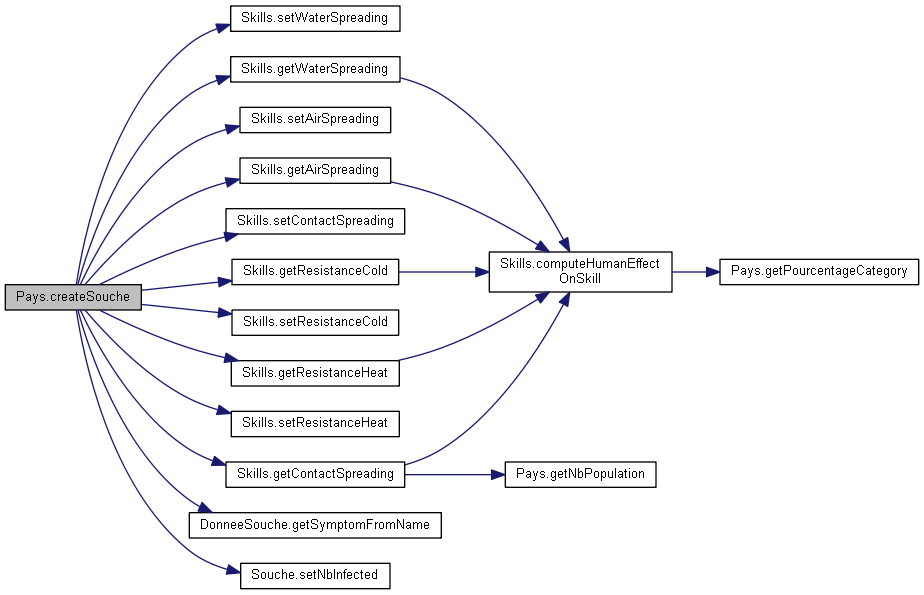 Skills.setWaterSpreading
Skills.getWaterSpreading
Skills.setAirSpreading
Skills.getAirSpreading
Skills.setContactSpreading
Skills.getResistanceCold
Skills.computeHumanEffect
OnSkill
Pays.getPourcentageCategory
Pays.createSouche
Skills.setResistanceCold
Skills.getResistanceHeat
Skills.setResistanceHeat
Skills.getContactSpreading
Pays.getNbPopulation
DonneeSouche.getSymptomFromName
Souche.setNbInfected